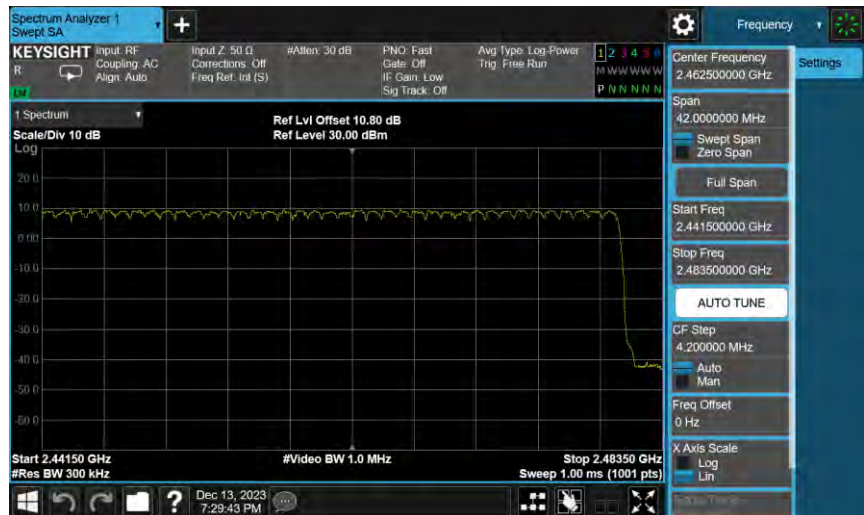 Spectrum Analyzer 1
Swept SA
+
Frequency
KEYSIGHT
R
Input: RF
Coupling: AC
Align: Auto
Input Z: 50 Ω
Corrections: Off
Freq Ref: Int (S)
#Atten: 30 dB
PNO: Fast
Gate: Off
IF Gain: Low
Sig Track: Off
Avg Type: Log-Power
Trig: Free Run
1 2 3 4 5 6
M W W W W W
P N N N N N
Settings
Center Frequency
2.462500000 GHz
Span
42.0000000 MHz
Swept Span
Zero Span
Full Span
Start Freq
2.441500000 GHz
Stop Freq
2.483500000 GHz
AUTO TUNE
CF Step
4.200000 MHz
Auto
Man
Freq Offset
0 Hz
X Axis Scale
Log
Lin
1 Spectrum
Scale/Div 10 dB
Log
Ref Lvl Offset 10.80 dB
Ref Level 30.00 dBm
20.0
10.0
0.00
-10.0
-20.0
-30.0
-40.0
-50.0
-60.0
Start 2.44150 GHz
#Res BW 300 kHz
#Video BW 1.0 MHz
Stop 2.48350 GHz
Sweep 1.00 ms (1001 pts)
?
Dec 13, 2023
7:29:43 PM